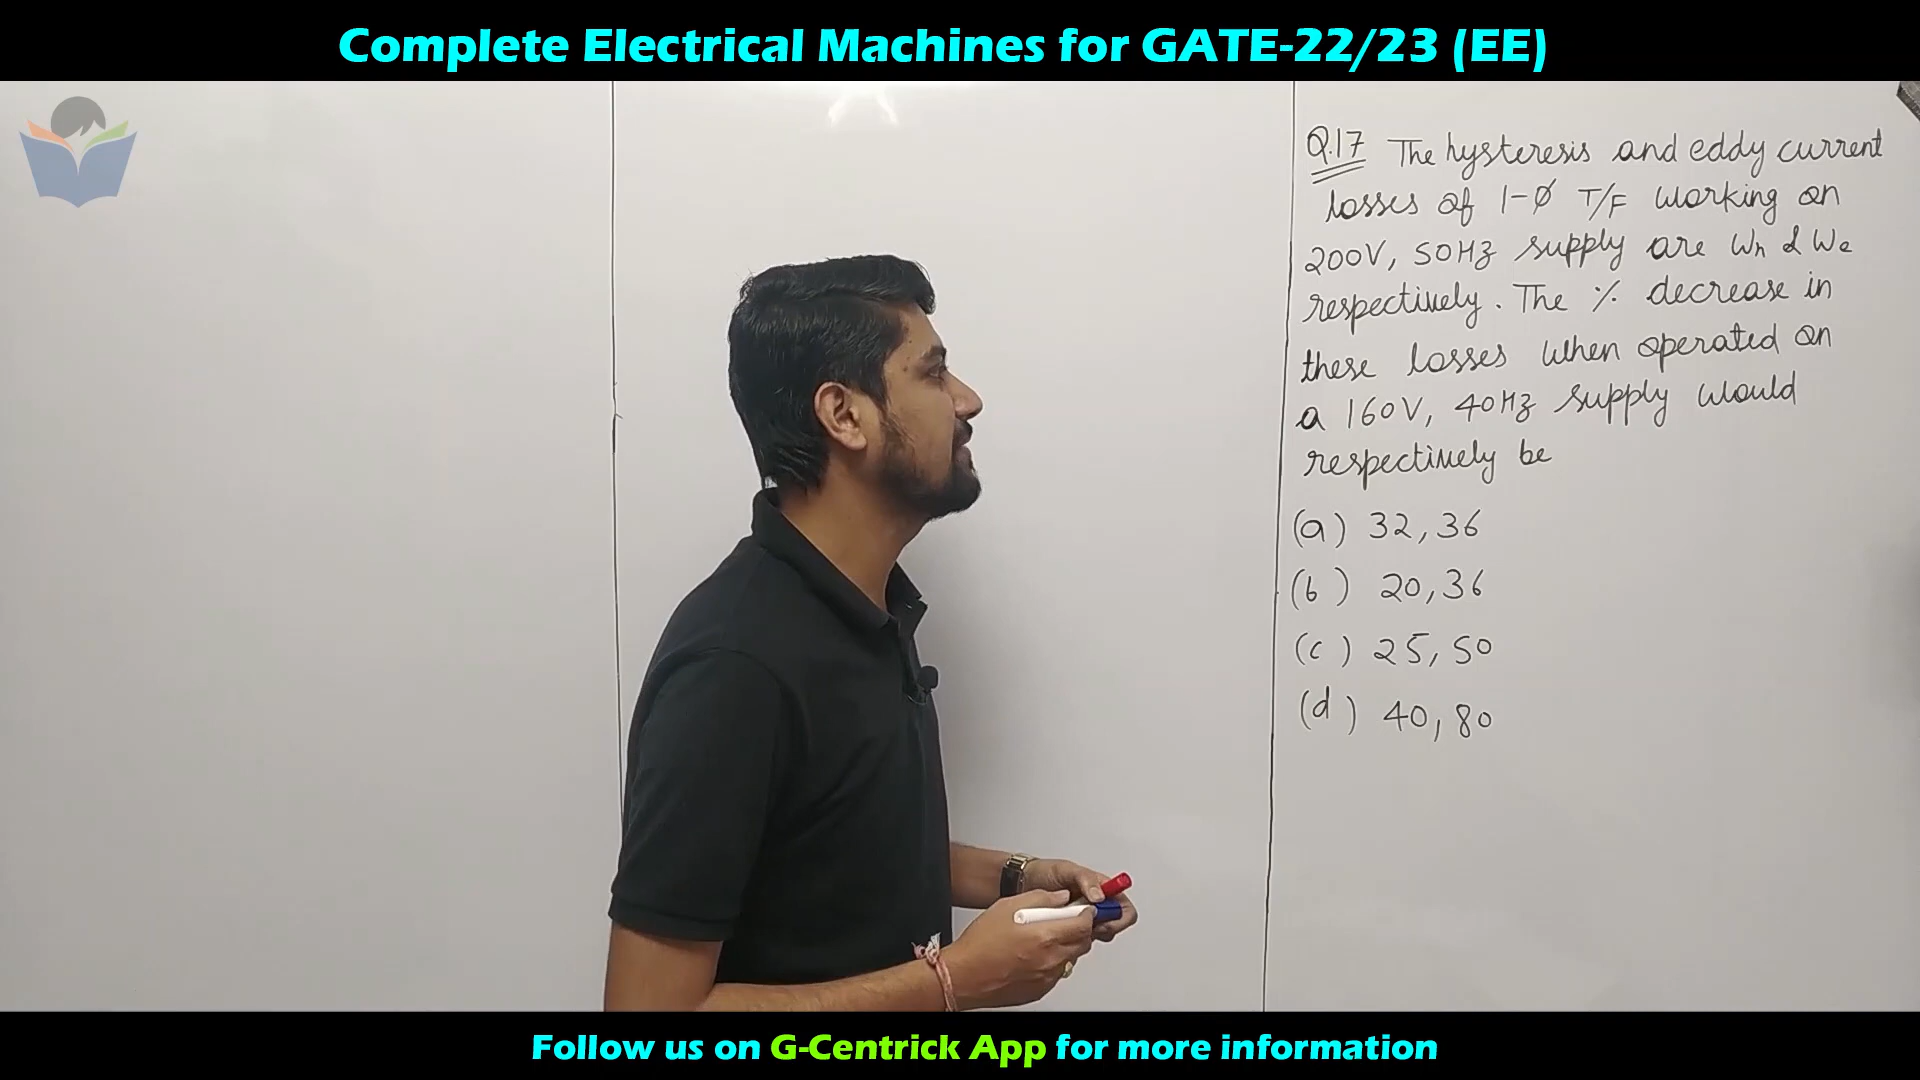 Complete Electrical Machines for GATE-22/23 (EE)
Q.17 The hysteresis and eddy current
losses of 1-Φ T/F working on
200V, 50Hz supply are Wh & We
respectively. The % decrease in
these losses when operated on
a 160V, 40Hz supply would
respectively be
(a) 32, 36
(b) 20, 36
(c) 25, 50
(d) 40, 80
Follow us on G-Centrick App for more information